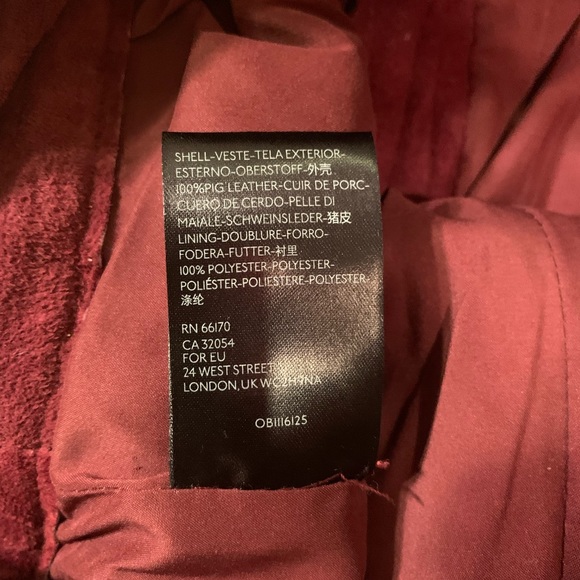 SHELL-VESTE-TELA EXTERIOR-
ESTERNO-OBERSTOFF-外壳
100%PIG LEATHER-CUIR DE PORC-
CUERO DE CERDO-PELLE DI
MAIALE-SCHWEINSLEDER-猪皮
LINING-DOUBLURE-FORRO-
FODERA-FUTTER-衬里
100% POLYESTER-POLYESTER-
POLIÉSTER-POLIESTERE-POLYESTER-
涤纶
RN 66170
CA 32054
FOR EU
24 WEST STREET
LONDON, UK WC2H9NA
OB1116125